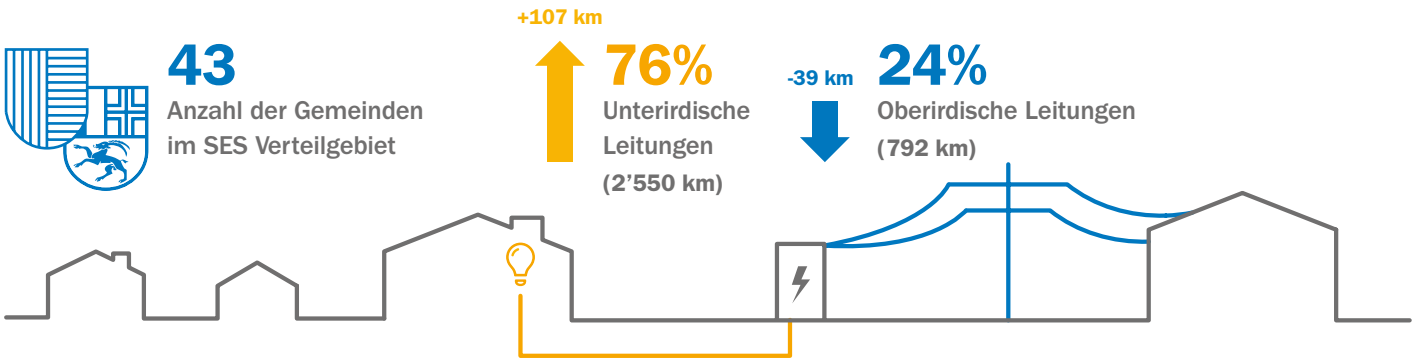 43
Anzahl der Gemeinden
im SES Verteilgebiet
+107 km
76%
Unterirdische
Leitungen
(2’550 km)
-39 km
24%
Oberirdische Leitungen
(792 km)